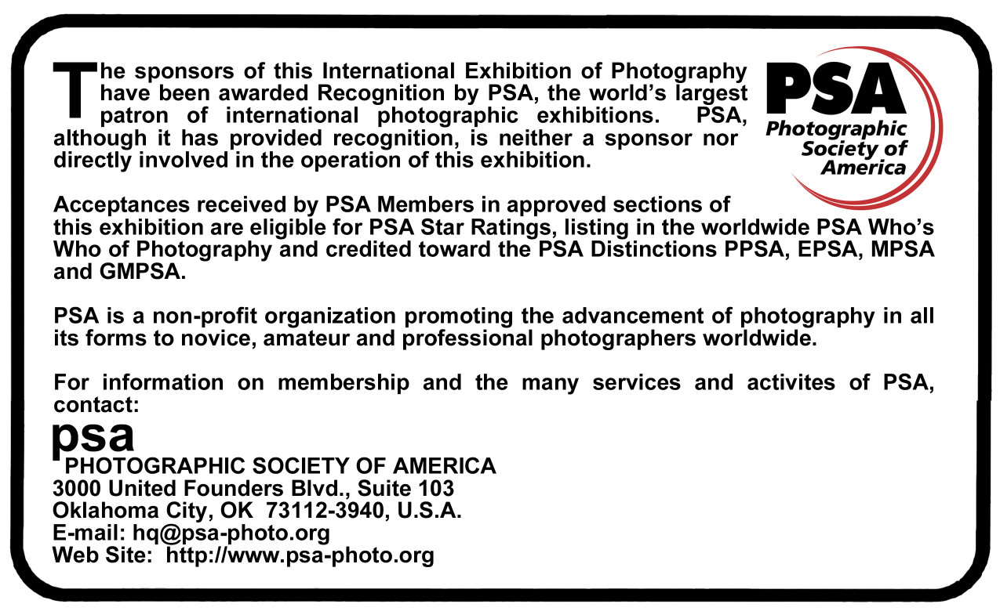 The sponsors of this International Exhibition of Photography
have been awarded Recognition by PSA, the world's largest
patron of international photographic exhibitions. PSA,
although it has provided recognition, is neither a sponsor nor
directly involved in the operation of this exhibition.
PSA
Photographic
Society of
America
Acceptances received by PSA Members in approved sections of
this exhibition are eligible for PSA Star Ratings, listing in the worldwide PSA Who's
Who of Photography and credited toward the PSA Distinctions PPSA, EPSA, MPSA
and GMPSA.
PSA is a non-profit organization promoting the advancement of photography in all
its forms to novice, amateur and professional photographers worldwide.
For information on membership and the many services and activites of PSA,
contact:
psa
PHOTOGRAPHIC SOCIETY OF AMERICA
3000 United Founders Blvd., Suite 103
Oklahoma City, OK  73112-3940, U.S.A.
E-mail: hq@psa-photo.org
Web Site:  http://www.psa-photo.org